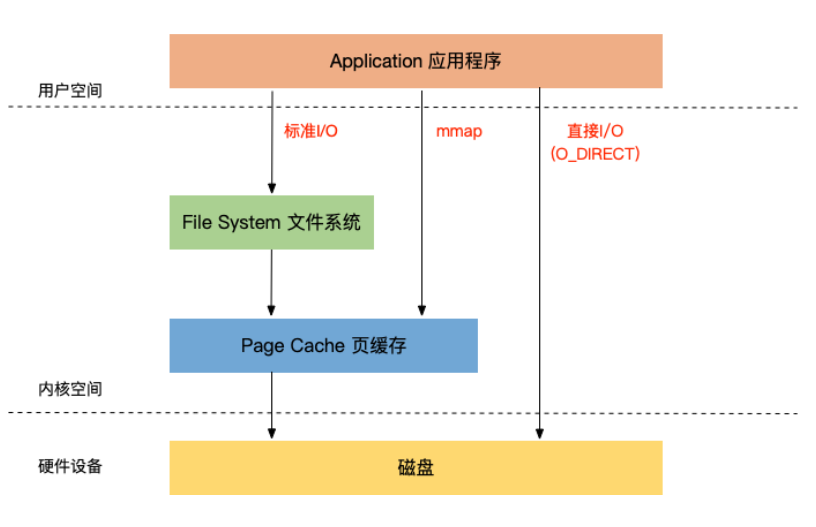 Application 应用程序
用户空间
标准I/O
mmap
直接I/O
(O_DIRECT)
File System 文件系统
Page Cache 页缓存
内核空间
硬件设备
磁盘